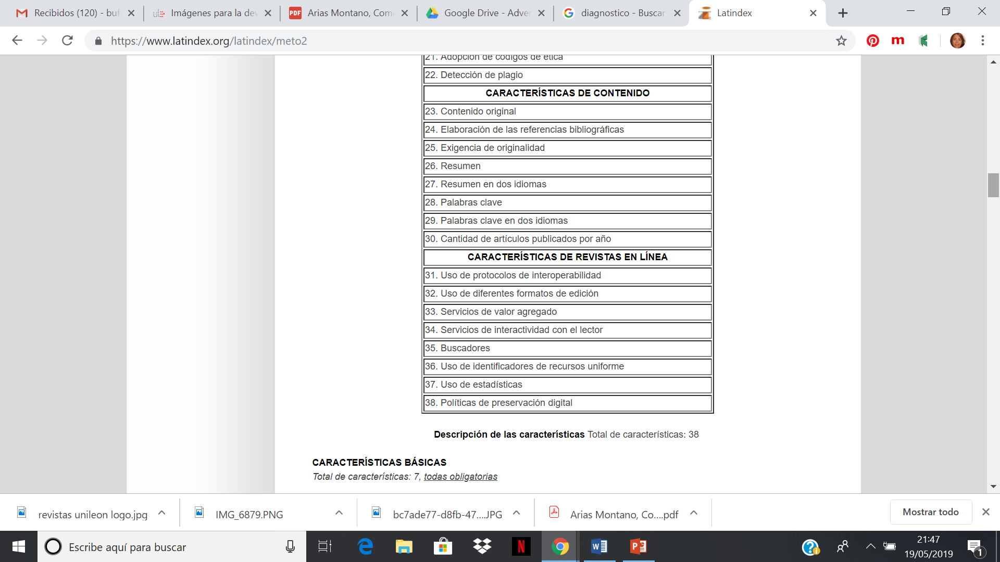 Recibidos (120) - buf
Imágenes para la dev
PDF Arias Montano, Com
Google Drive - Adver
diagnostico - Buscar
Latindex
https://www.latindex.org/latindex/meto2
m
21. Adopción de códigos de ética
22. Detección de plagio
CARACTERÍSTICAS DE CONTENIDO
23. Contenido original
24. Elaboración de las referencias bibliográficas
25. Exigencia de originalidad
26. Resumen
27. Resumen en dos idiomas
28. Palabras clave
29. Palabras clave en dos idiomas
30. Cantidad de artículos publicados por año
CARACTERÍSTICAS DE REVISTAS EN LÍNEA
31. Uso de protocolos de interoperabilidad
32. Uso de diferentes formatos de edición
33. Servicios de valor agregado
34. Servicios de interactividad con el lector
35. Buscadores
36. Uso de identificadores de recursos uniforme
37. Uso de estadísticas
38. Políticas de preservación digital
Descripción de las características Total de características: 38
CARACTERÍSTICAS BÁSICAS
Total de características: 7, todas obligatorias
revistas unileon logo.jpg
IMG_6879.PNG
bc7ade77-d8fb-47....JPG
Arias Montano, Co....pdf
Mostrar todo
Escribe aquí para buscar
N
21:47
19/05/2019
1